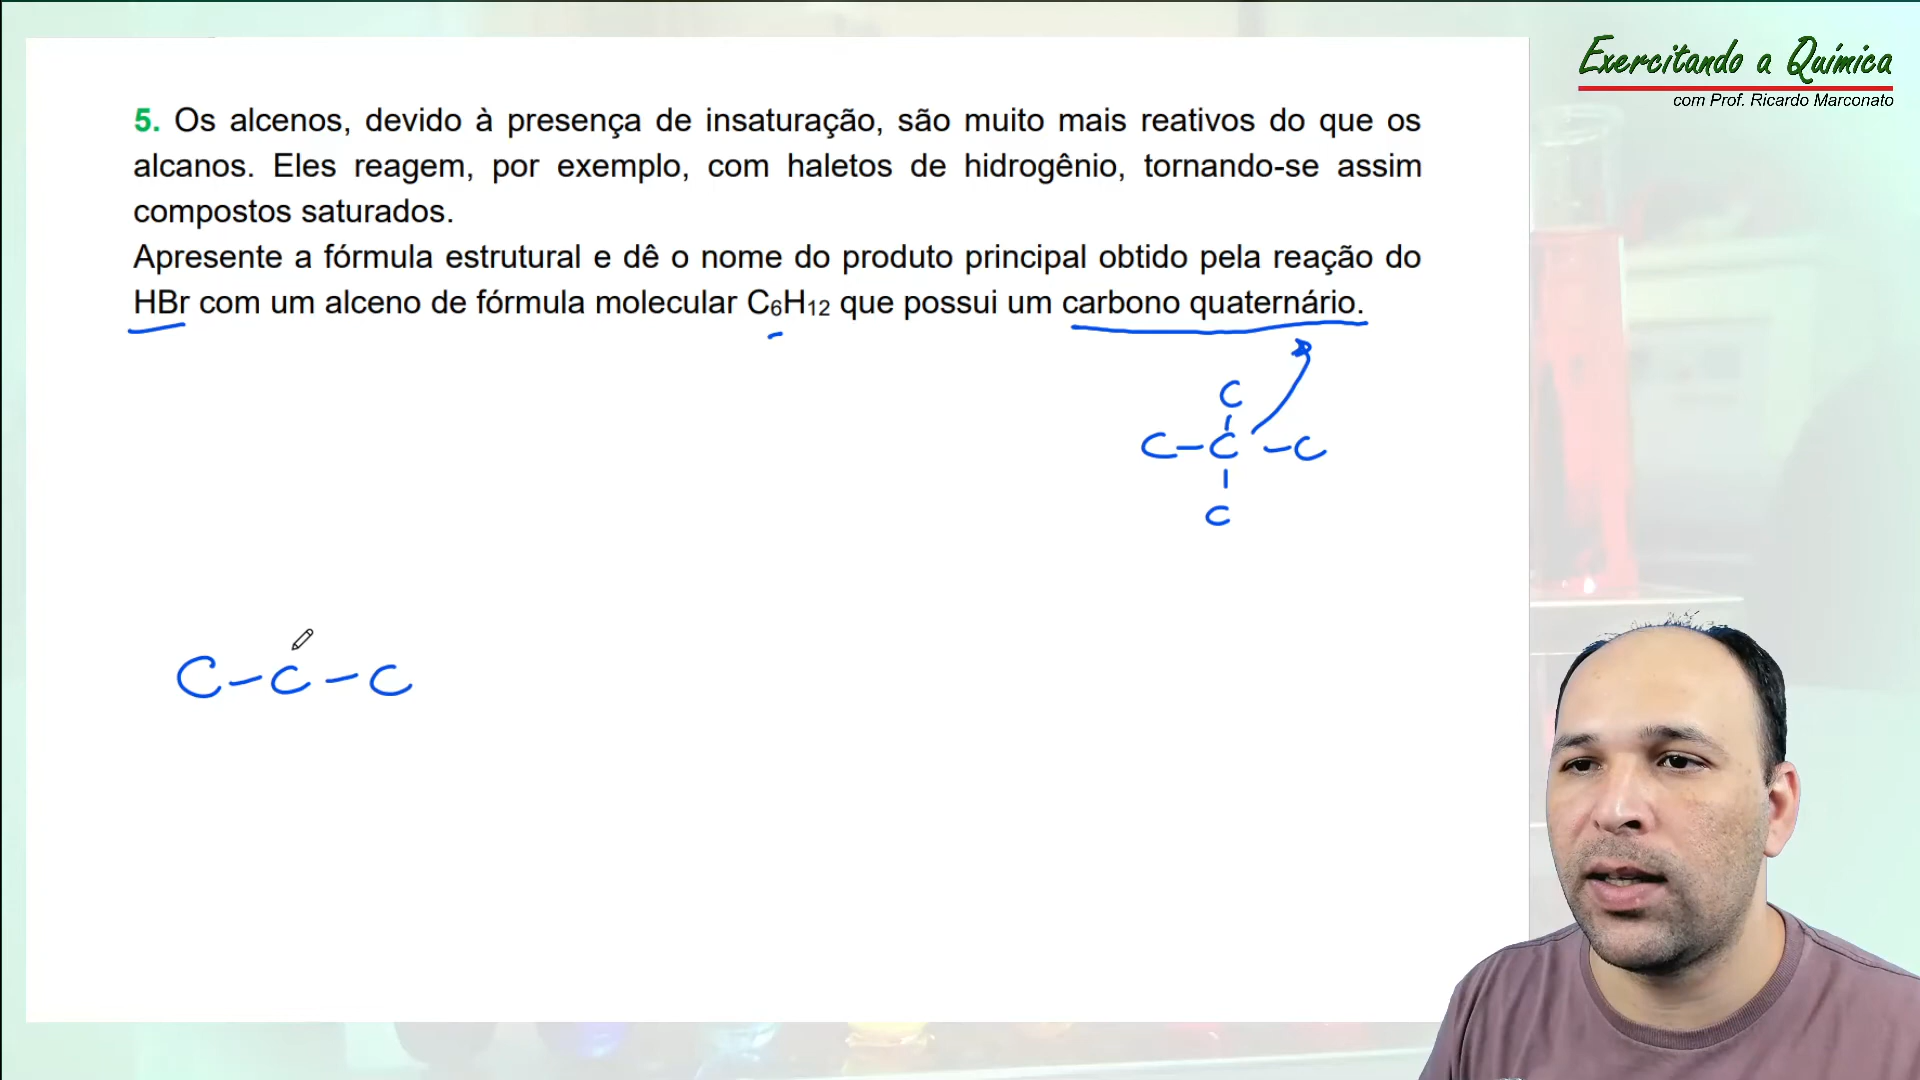 Exercitando a Química
com Prof. Ricardo Marconato
5. Os alcenos, devido à presença de insaturação, são muito mais reativos do que os
alcanos. Eles reagem, por exemplo, com haletos de hidrogênio, tornando-se assim
compostos saturados.
Apresente a fórmula estrutural e dê o nome do produto principal obtido pela reação do
HBr com um alceno de fórmula molecular C₆H₁₂ que possui um carbono quaternário.
C
C-C-C
C
C-C-C